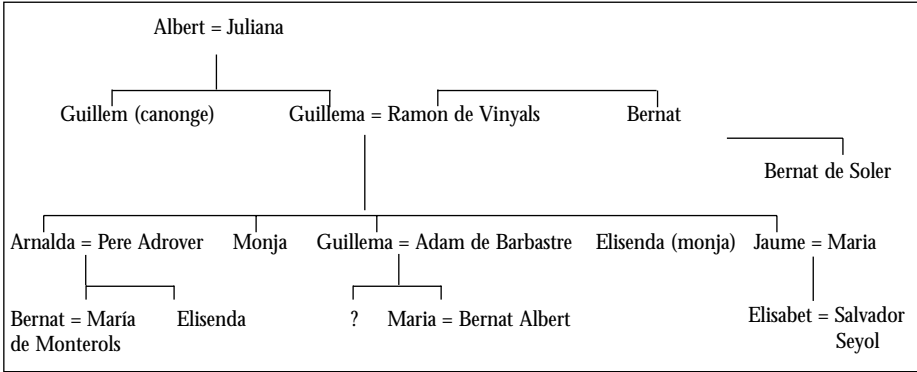 Albert = Juliana
Guillem (canonge) Guillema = Ramon de Vinyals Bernat
Bernat de Soler
Arnalda = Pere Adrover Monja Guillema = Adam de Barbastre Elisenda (monja) Jaume = Maria
Bernat = María de Monterols Elisenda ? Maria = Bernat Albert Elisabet = Salvador Seyol